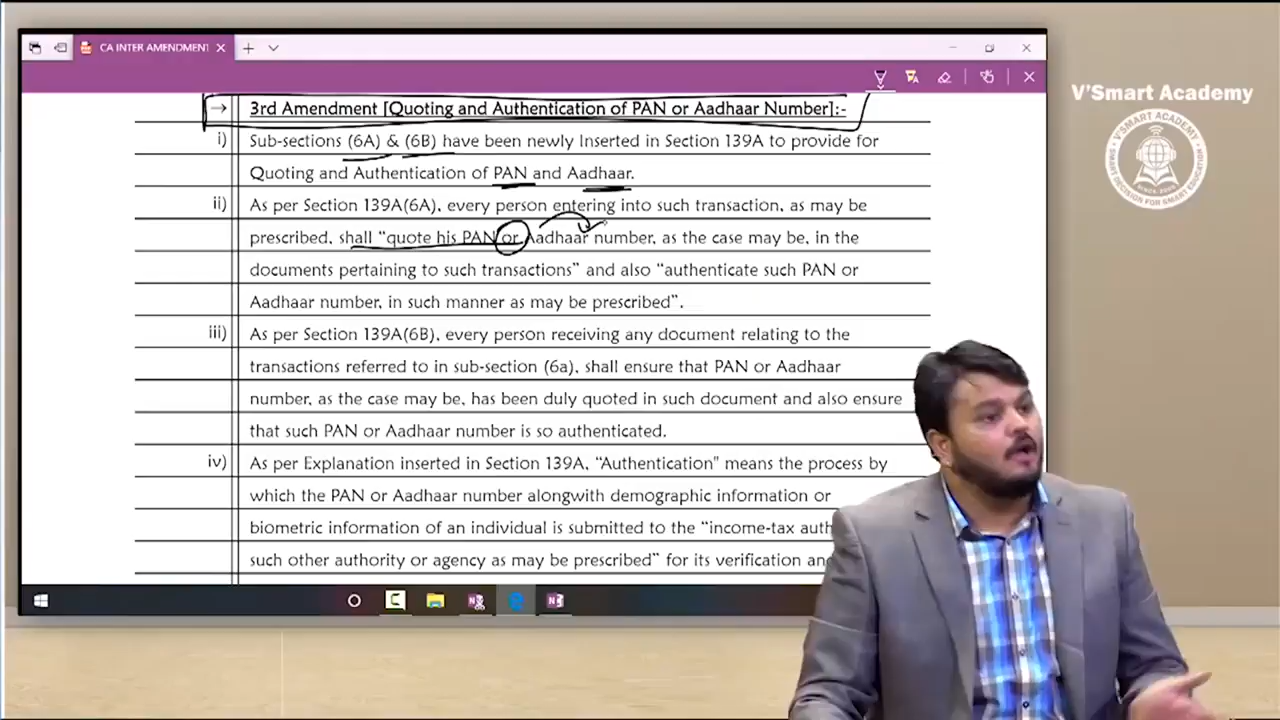 CA INTER AMENDMENT
V'Smart Academy
V'SMART ACADEMY
SINCE-2008
SMART DECISION FOR SMART EDUCATION
→ 3rd Amendment [Quoting and Authentication of PAN or Aadhaar Number]:-
i) Sub-sections (6A) & (6B) have been newly Inserted in Section 139A to provide for
Quoting and Authentication of PAN and Aadhaar.
ii) As per Section 139A(6A), every person entering into such transaction, as may be
prescribed, shall “quote his PAN or Aadhaar number, as the case may be, in the
documents pertaining to such transactions” and also “authenticate such PAN or
Aadhaar number, in such manner as may be prescribed”.
iii) As per Section 139A(6B), every person receiving any document relating to the
transactions referred to in sub-section (6a), shall ensure that PAN or Aadhaar
number, as the case may be, has been duly quoted in such document and also ensure
that such PAN or Aadhaar number is so authenticated.
iv) As per Explanation inserted in Section 139A, “Authentication” means the process by
which the PAN or Aadhaar number alongwith demographic information or
biometric information of an individual is submitted to the “income-tax auth
such other authority or agency as may be prescribed” for its verification an